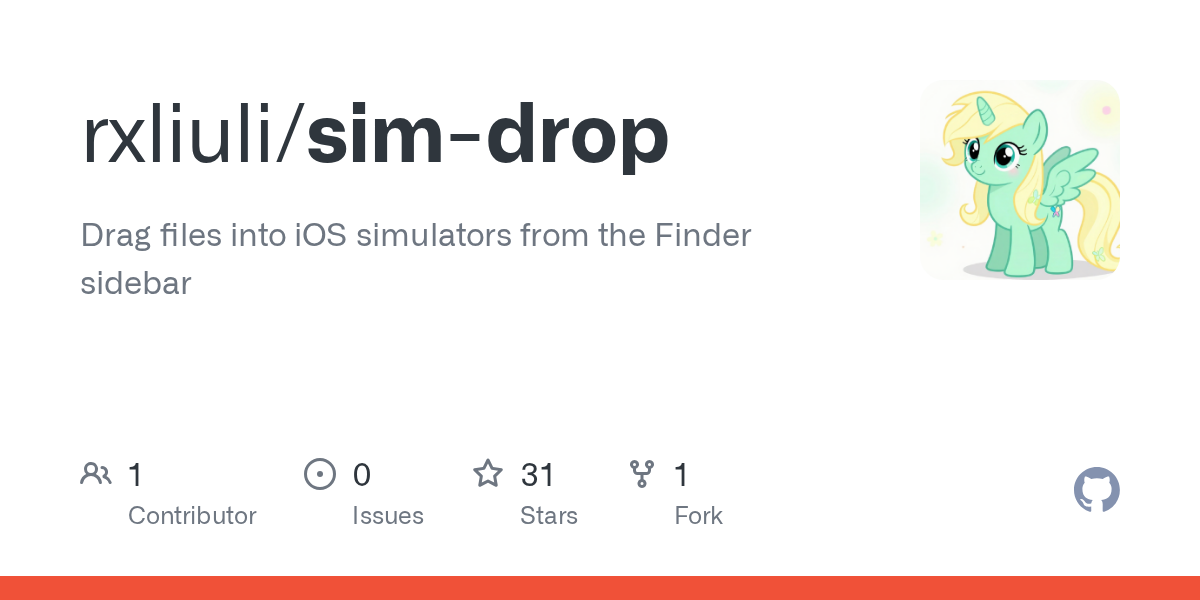 rxliuli/sim-drop
Drag files into iOS simulators from the Finder
sidebar
1
Contributor
0
Issues
31
Stars
1
Fork